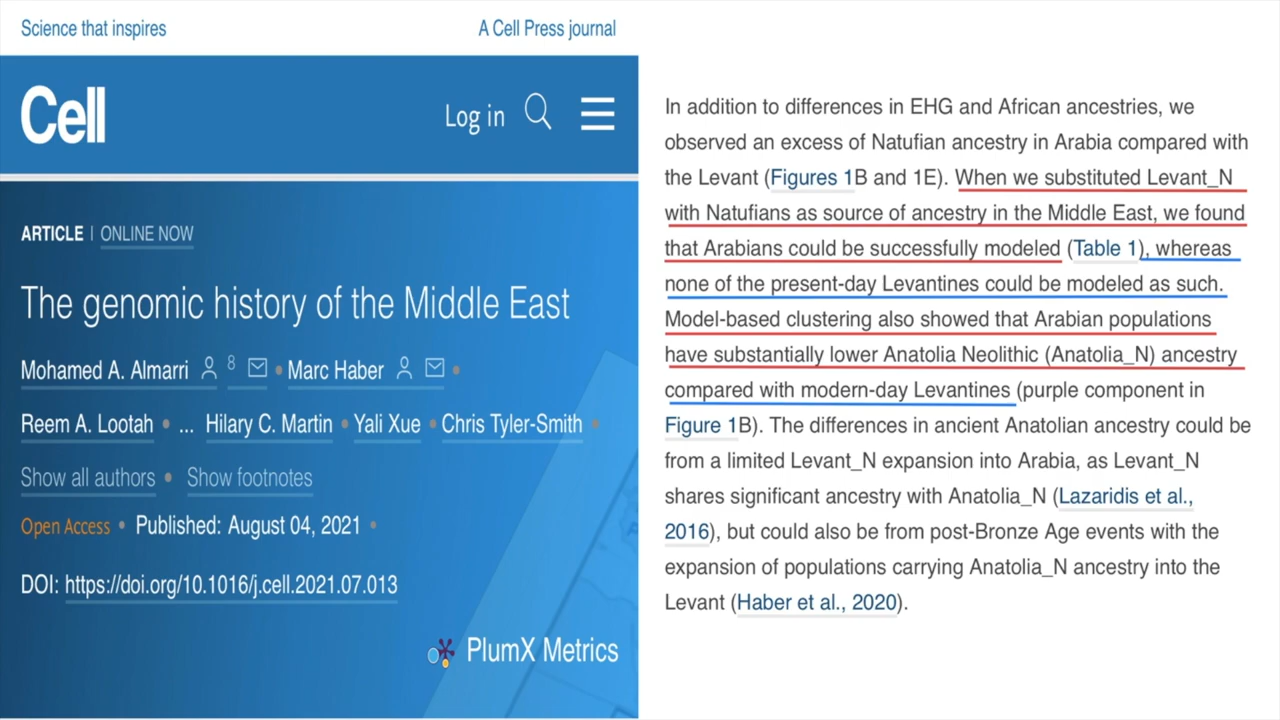 Science that inspires
A Cell Press journal
Cell
Log in
ARTICLE | ONLINE NOW
The genomic history of the Middle East
Mohamed A. Almarri 8 • Marc Haber •
Reem A. Lootah • ... Hilary C. Martin • Yali Xue • Chris Tyler-Smith •
Show all authors • Show footnotes
Open Access • Published: August 04, 2021 •
DOI: https://doi.org/10.1016/j.cell.2021.07.013
PlumX Metrics
In addition to differences in EHG and African ancestries, we
observed an excess of Natufian ancestry in Arabia compared with
the Levant (Figures 1B and 1E). When we substituted Levant_N
with Natufians as source of ancestry in the Middle East, we found
that Arabians could be successfully modeled (Table 1), whereas
none of the present-day Levantines could be modeled as such.
Model-based clustering also showed that Arabian populations
have substantially lower Anatolia Neolithic (Anatolia_N) ancestry
compared with modern-day Levantines (purple component in
Figure 1B). The differences in ancient Anatolian ancestry could be
from a limited Levant_N expansion into Arabia, as Levant_N
shares significant ancestry with Anatolia_N (Lazaridis et al.,
2016), but could also be from post-Bronze Age events with the
expansion of populations carrying Anatolia_N ancestry into the
Levant (Haber et al., 2020).